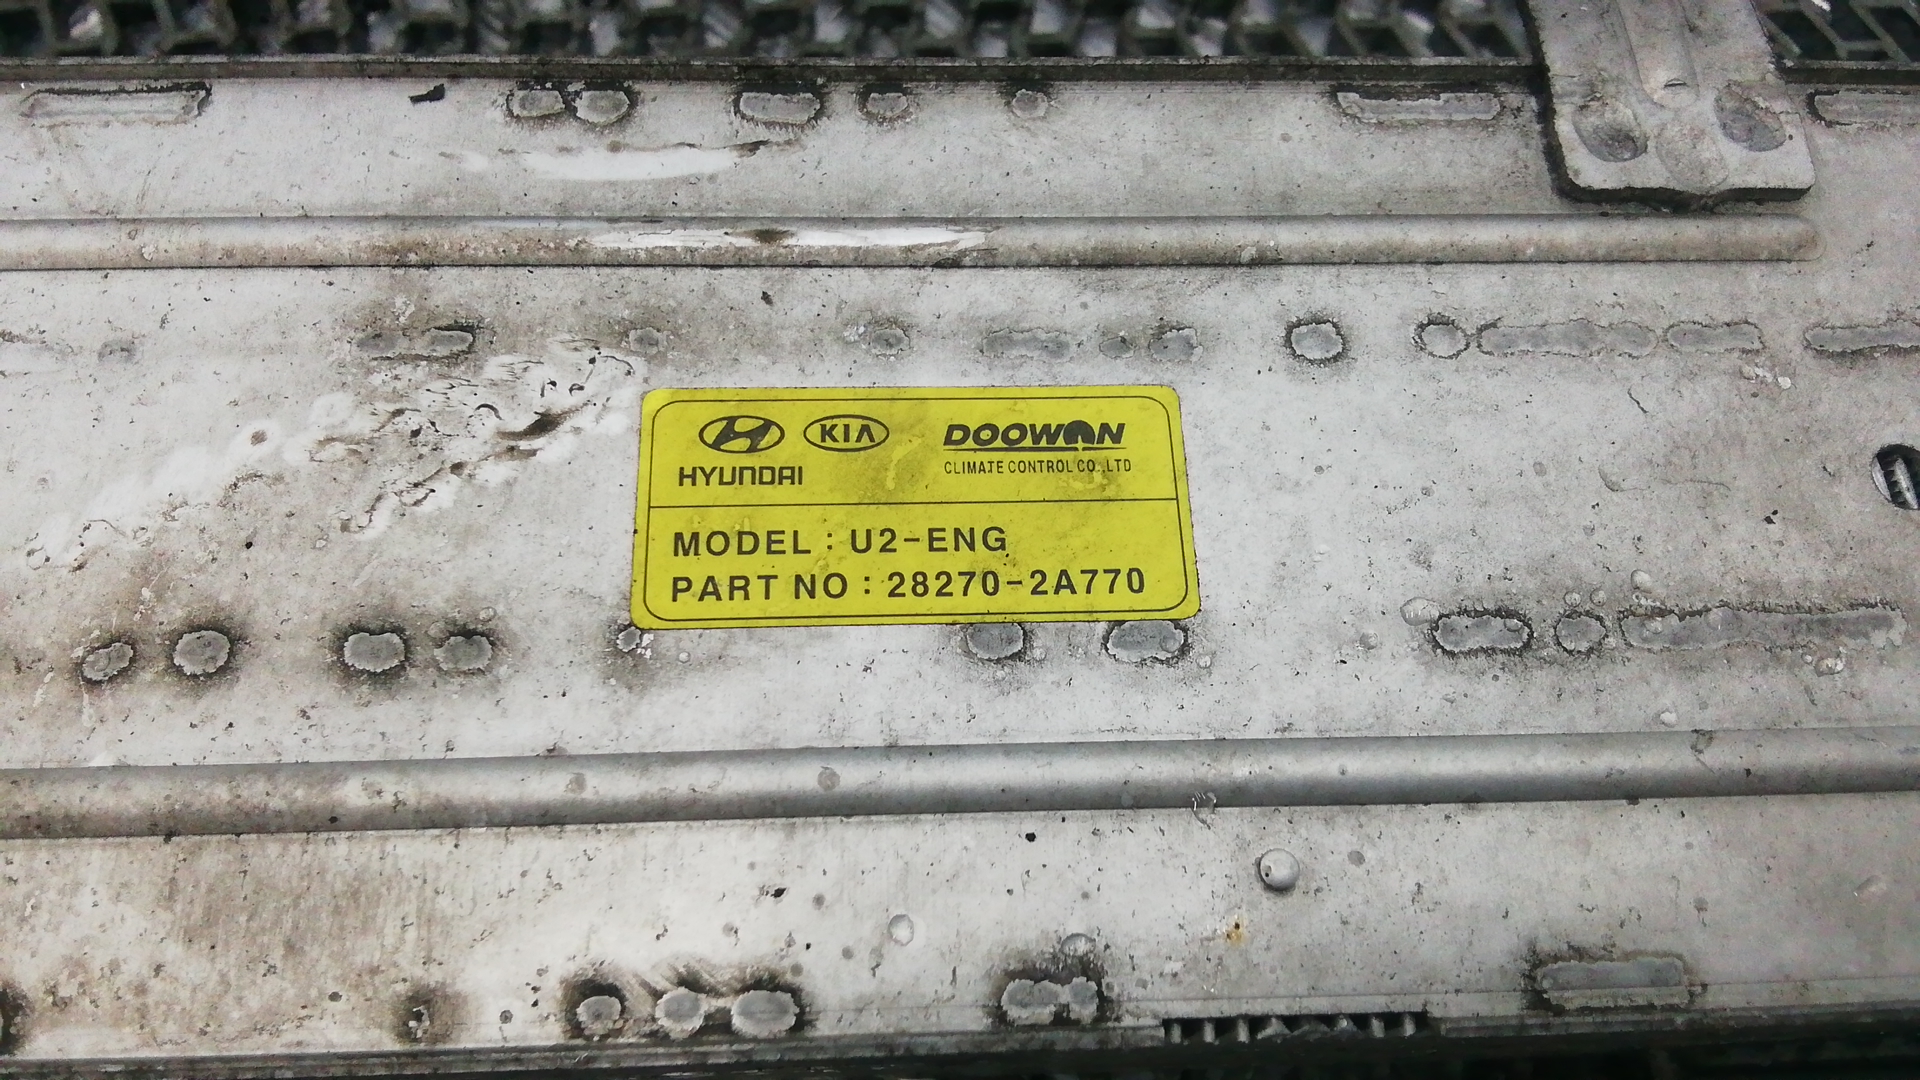 KIA DOOWON
HYUNDAI CLIMATE CONTROL CO.,LTD
MODEL : U2-ENG
PART NO : 28270-2A770